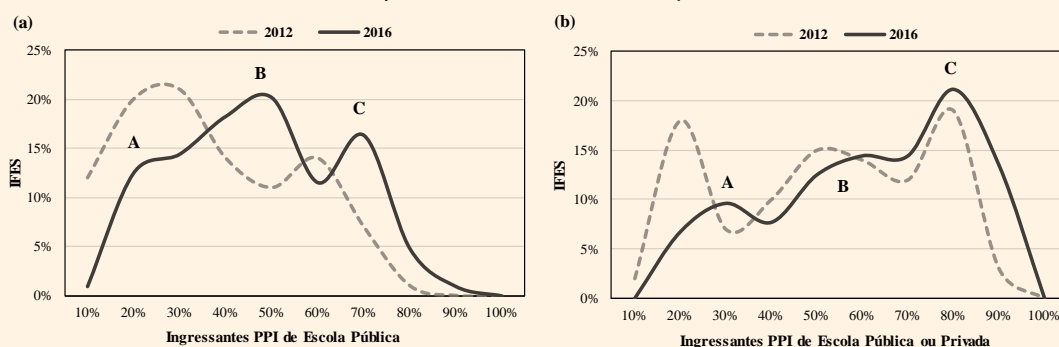 (a)
2012 2016
25%
20%
15%
10%
5%
0%
IFES
A
B
C
10% 20% 30% 40% 50% 60% 70% 80% 90% 100%
Ingressantes PPI de Escola Pública
(b)
2012 2016
25%
20%
15%
10%
5%
0%
IFES
A
B
C
10% 20% 30% 40% 50% 60% 70% 80% 90% 100%
Ingressantes PPI de Escola Pública ou Privada